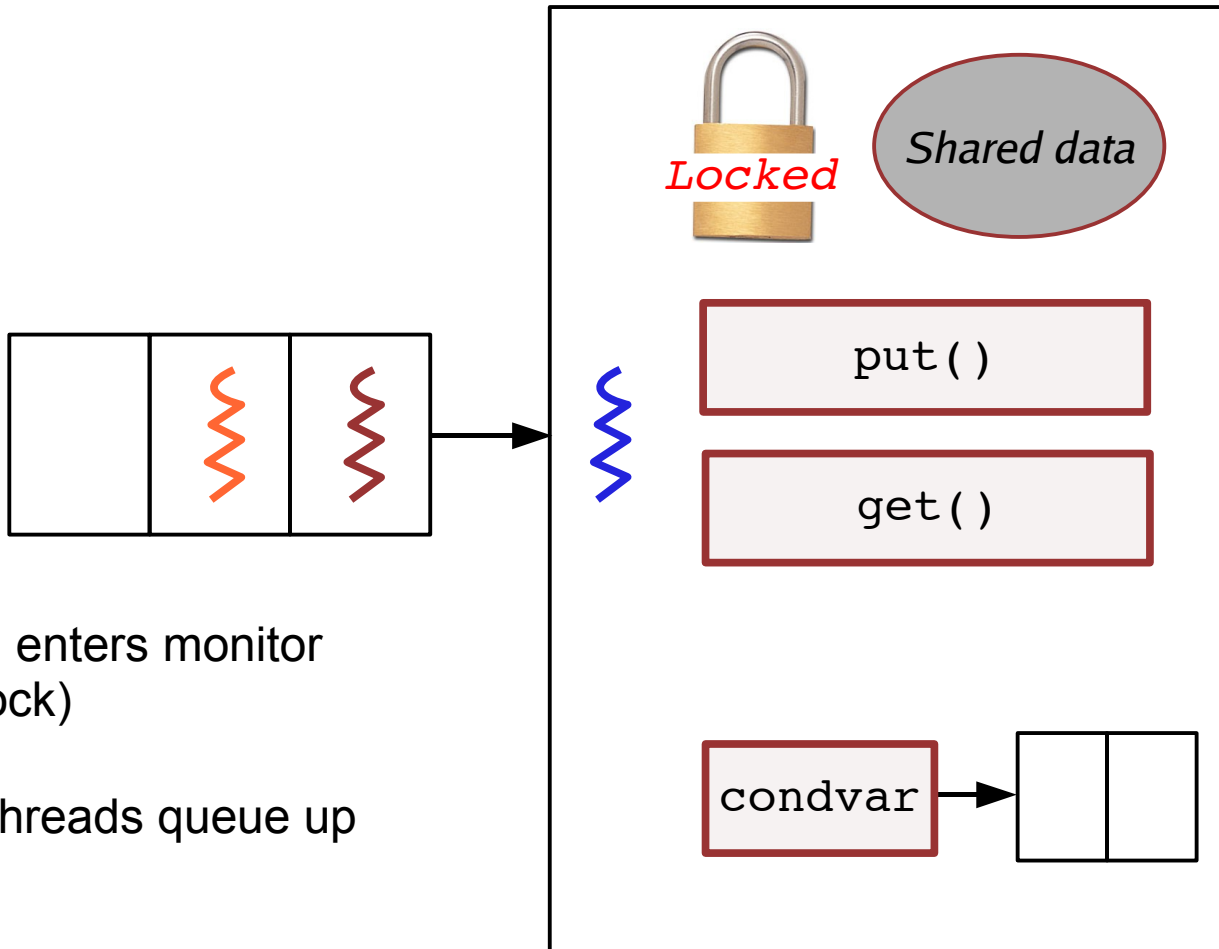 Locked
Shared data
put()
get()
enters monitor
ock)
hreads queue up
condvar